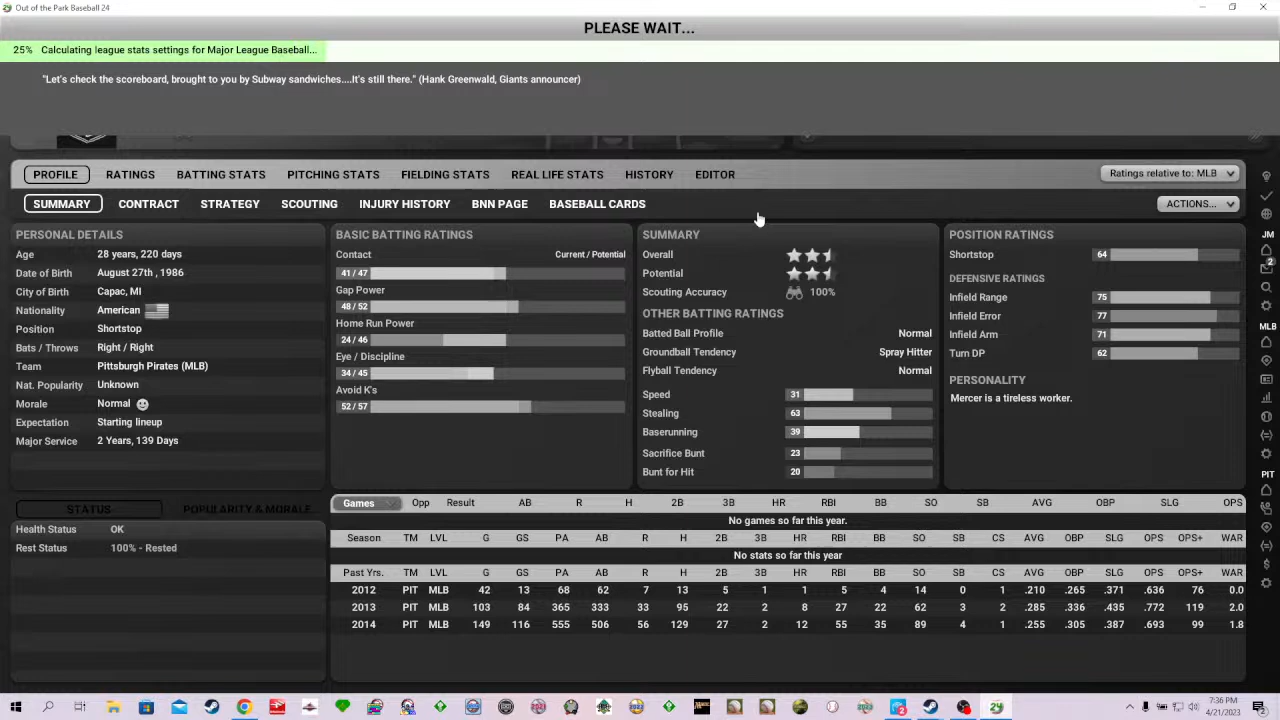 Out of the Park Baseball 24
PLEASE WAIT...
25% Calculating league stats settings for Major League Baseball...
"Let's check the scoreboard, brought to you by Subway sandwiches....It's still there." (Hank Greenwald, Giants announcer)
PROFILE RATINGS BATTING STATS PITCHING STATS FIELDING STATS REAL LIFE STATS HISTORY EDITOR Ratings relative to: MLB
SUMMARY CONTRACT STRATEGY SCOUTING INJURY HISTORY BNN PAGE BASEBALL CARDS ACTIONS...
PERSONAL DETAILS
Age 28 years, 220 days
Date of Birth August 27th , 1986
City of Birth Capac, MI
Nationality American
Position Shortstop
Bats / Throws Right / Right
Team Pittsburgh Pirates (MLB)
Nat. Popularity Unknown
Morale Normal
Expectation Starting lineup
Major Service 2 Years, 139 Days
BASIC BATTING RATINGS
Contact Current / Potential
41 / 47
Gap Power
48 / 52
Home Run Power
24 / 46
Eye / Discipline
34 / 45
Avoid K's
52 / 57
SUMMARY
Overall
Potential
Scouting Accuracy 100%
OTHER BATTING RATINGS
Batted Ball Profile Normal
Groundball Tendency Spray Hitter
Flyball Tendency Normal
Speed 31
Stealing 63
Baserunning 39
Sacrifice Bunt 23
Bunt for Hit 20
POSITION RATINGS
Shortstop 64
DEFENSIVE RATINGS
Infield Range 75
Infield Error 77
Infield Arm 71
Turn DP 62
PERSONALITY
Mercer is a tireless worker.
JM
2
MLB
PIT
STATUS POPULARITY & MORALE...
Health Status OK
Rest Status 100% - Rested
Games Opp Result AB R H 2B 3B HR RBI BB SO SB AVG OBP SLG OPS
No games so far this year.
Season TM LVL G GS PA AB R H 2B 3B HR RBI BB SO SB CS AVG OBP SLG OPS OPS+ WAR
No stats so far this year
Past Yrs. TM LVL G GS PA AB R H 2B 3B HR RBI BB SO SB CS AVG OBP SLG OPS OPS+ WAR
2012 PIT MLB 42 13 68 62 7 13 5 1 1 5 4 14 0 1 .210 .265 .371 .636 76 0.0
2013 PIT MLB 103 84 365 333 33 95 22 2 8 27 22 62 3 2 .285 .336 .435 .772 119 2.0
2014 PIT MLB 149 116 555 506 56 129 27 2 12 55 35 89 4 1 .255 .305 .387 .693 99 1.8
7:36 PM
4/21/2023